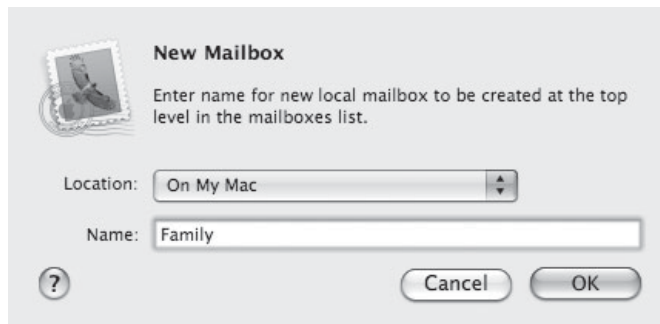 New Mailbox
Enter name for new local mailbox to be created at the top
level in the mailboxes list.
Location: On My Mac
Name: Family
? Cancel OK